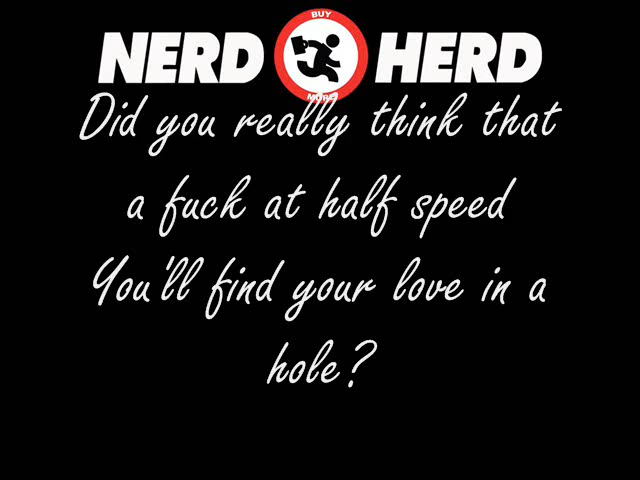 NERD HERD
BUY
MORE
Did you really think that
a fuck at half speed
You'll find your love in a
hole?